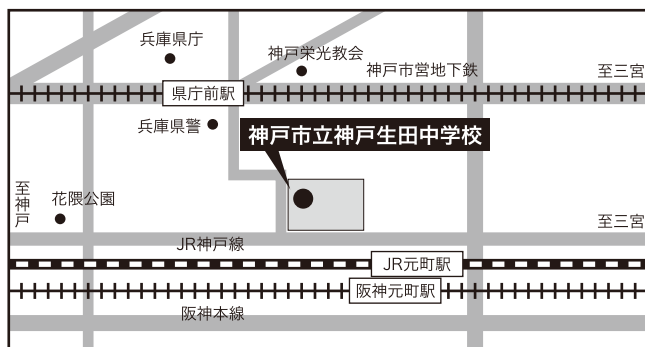 兵庫県庁
神戸栄光教会
神戸市営地下鉄
至三宮
県庁前駅
兵庫県警
神戸市立神戸生田中学校
至神戸
花隈公園
至三宮
JR神戸線
JR元町駅
阪神元町駅
阪神本線